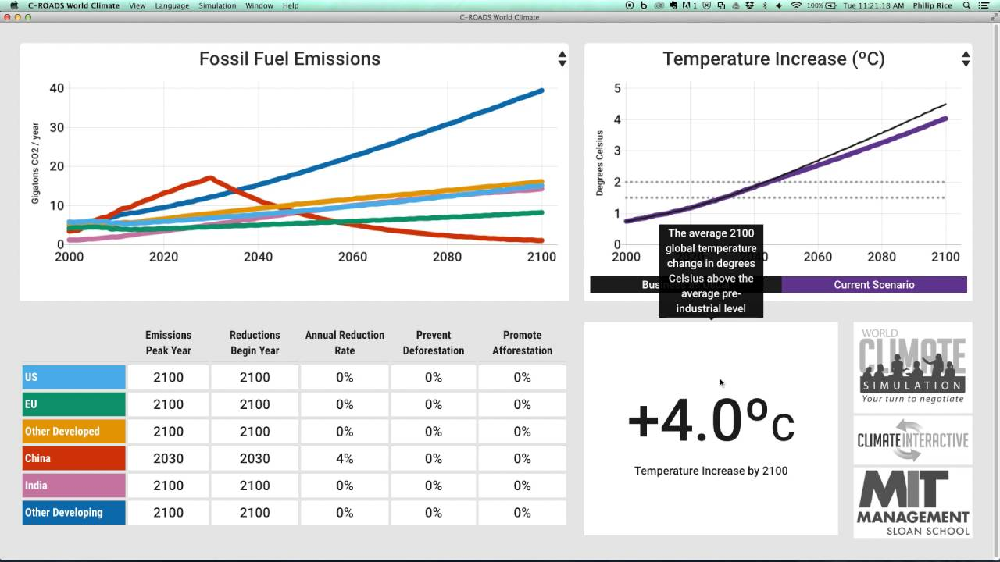 C-ROADS World Climate View Language Simulation Window Help 1 100% Tue 11:21:18 AM Philip Rice
C-ROADS World Climate
Fossil Fuel Emissions
Gigatons CO2 / year
40
30
20
10
0
2000 2020 2040 2060 2080 2100
Temperature Increase (ºC)
Degrees Celsius
5
4
3
2
1
0
2000 2020 2040 2060 2080 2100
Business as Usual Current Scenario
The average 2100
global temperature
change in degrees
Celsius above the
average pre-
industrial level
Emissions Peak Year Reductions Begin Year Annual Reduction Rate Prevent Deforestation Promote Afforestation
US 2100 2100 0% 0% 0%
EU 2100 2100 0% 0% 0%
Other Developed 2100 2100 0% 0% 0%
China 2030 2030 4% 0% 0%
India 2100 2100 0% 0% 0%
Other Developing 2100 2100 0% 0% 0%
+4.0ºC
Temperature Increase by 2100
WORLD
CLIMATE
SIMULATION
Your turn to negotiate
CLIMATE INTERACTIVE
MIT
MANAGEMENT
SLOAN SCHOOL